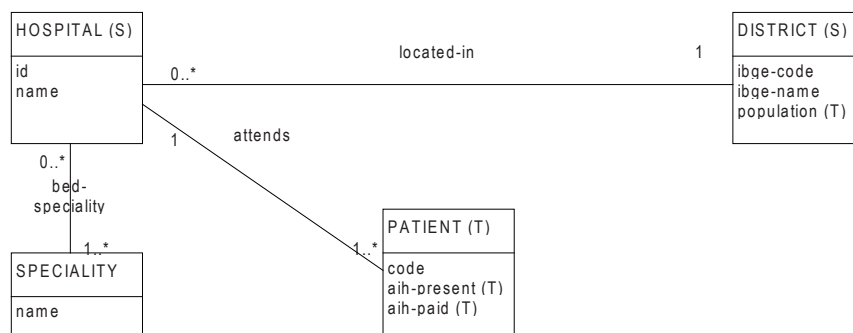 HOSPITAL (S)
id
name
located-in
0..*
1
DISTRICT (S)
ibge-code
ibge-name
population (T)
attends
1
1..*
0..*
bed-
speciality
1..*
SPECIALITY
name
PATIENT (T)
code
aih-present (T)
aih-paid (T)